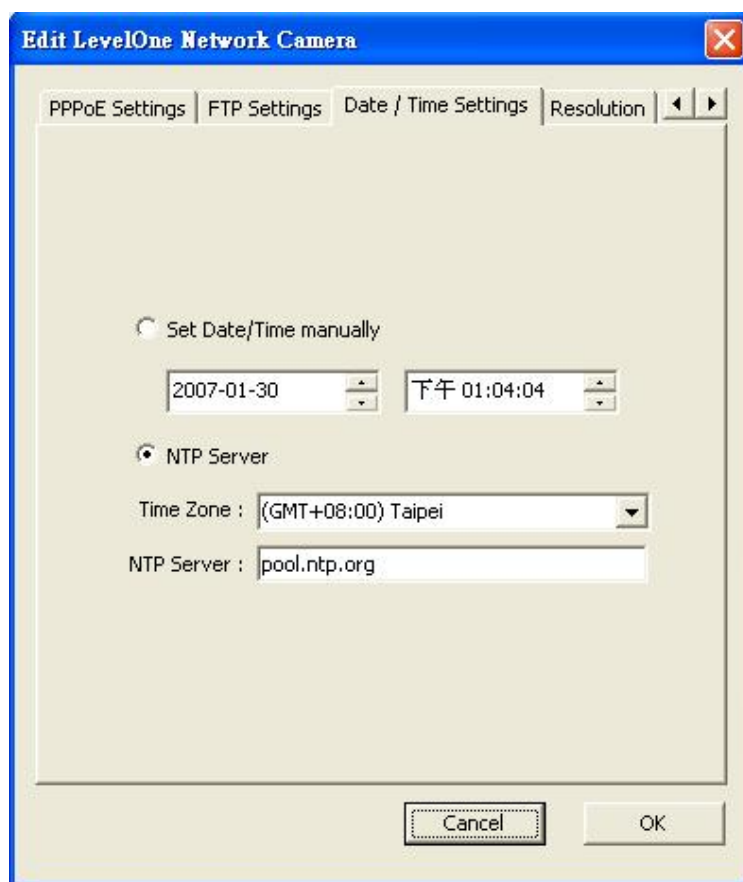 Edit LevelOne Network Camera
PPPoE Settings FTP Settings Date / Time Settings Resolution
Set Date/Time manually
2007-01-30 下午 01:04:04
NTP Server
Time Zone : (GMT+08:00) Taipei
NTP Server : pool.ntp.org
Cancel OK